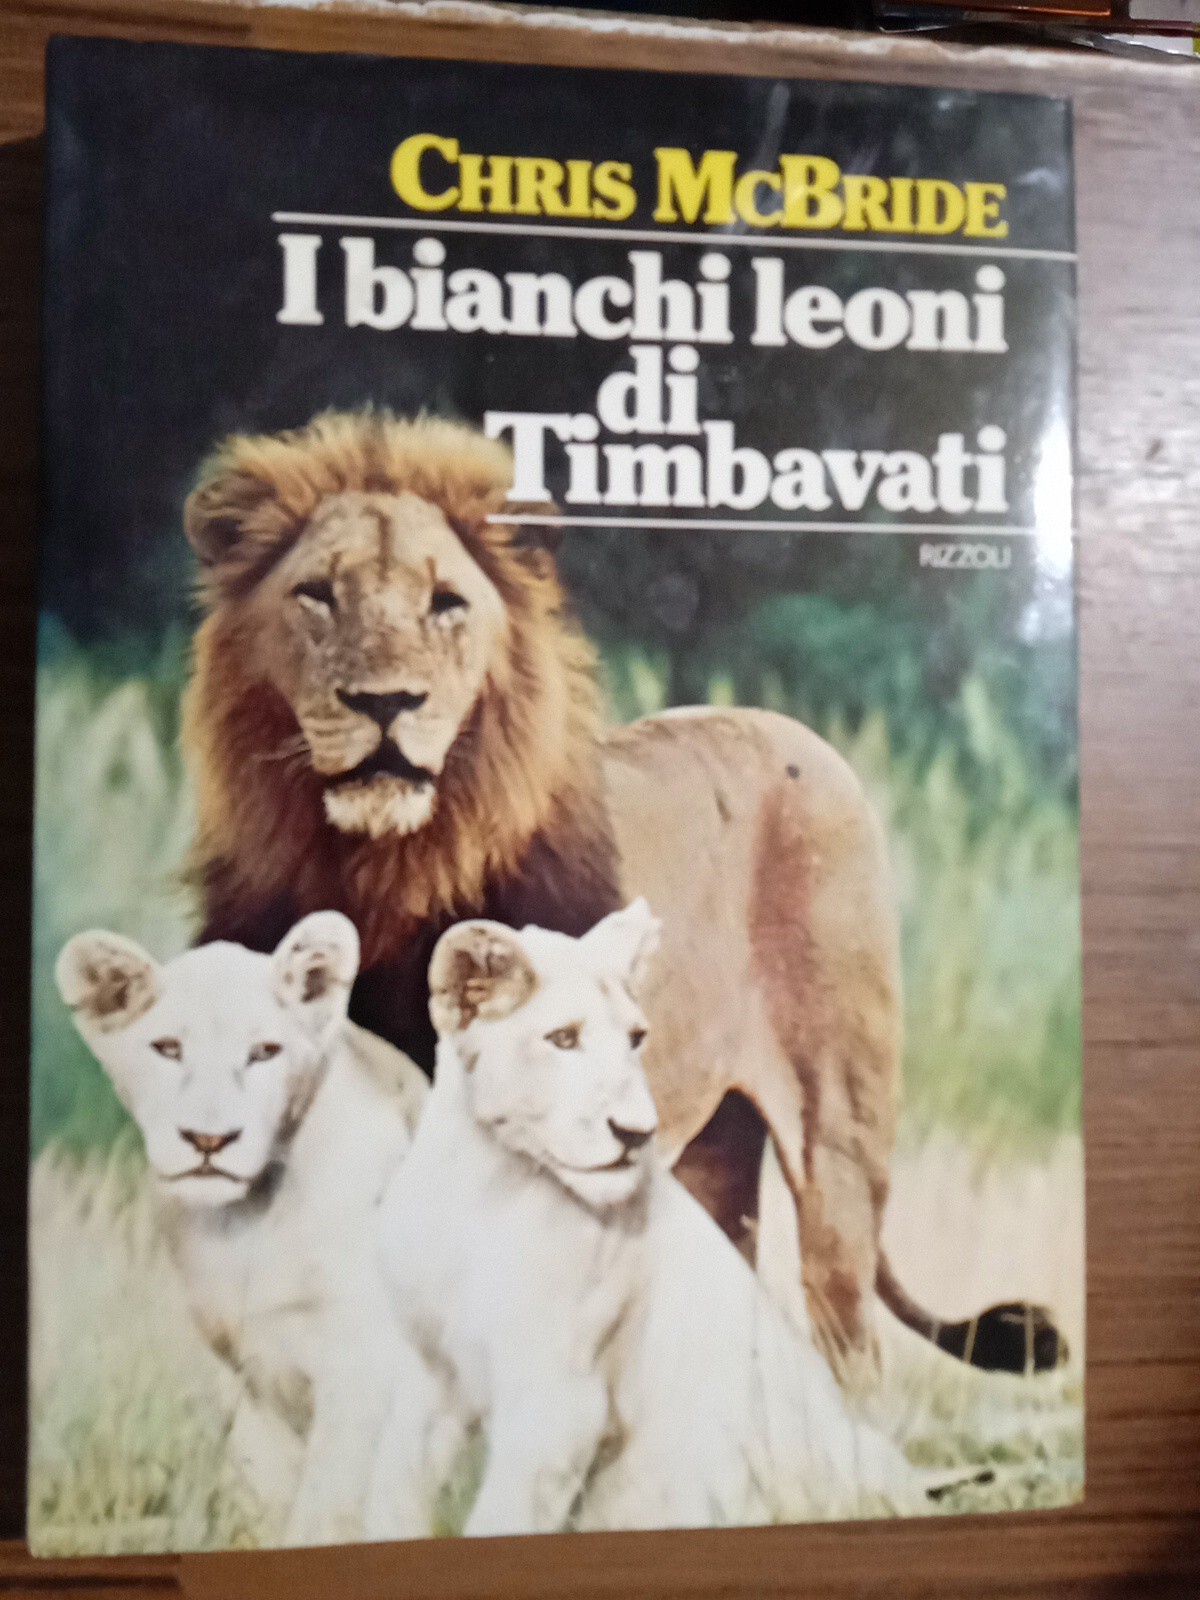 CHRIS MCBRIDE
I bianchi leoni
di
Timbavati
RIZZOLI